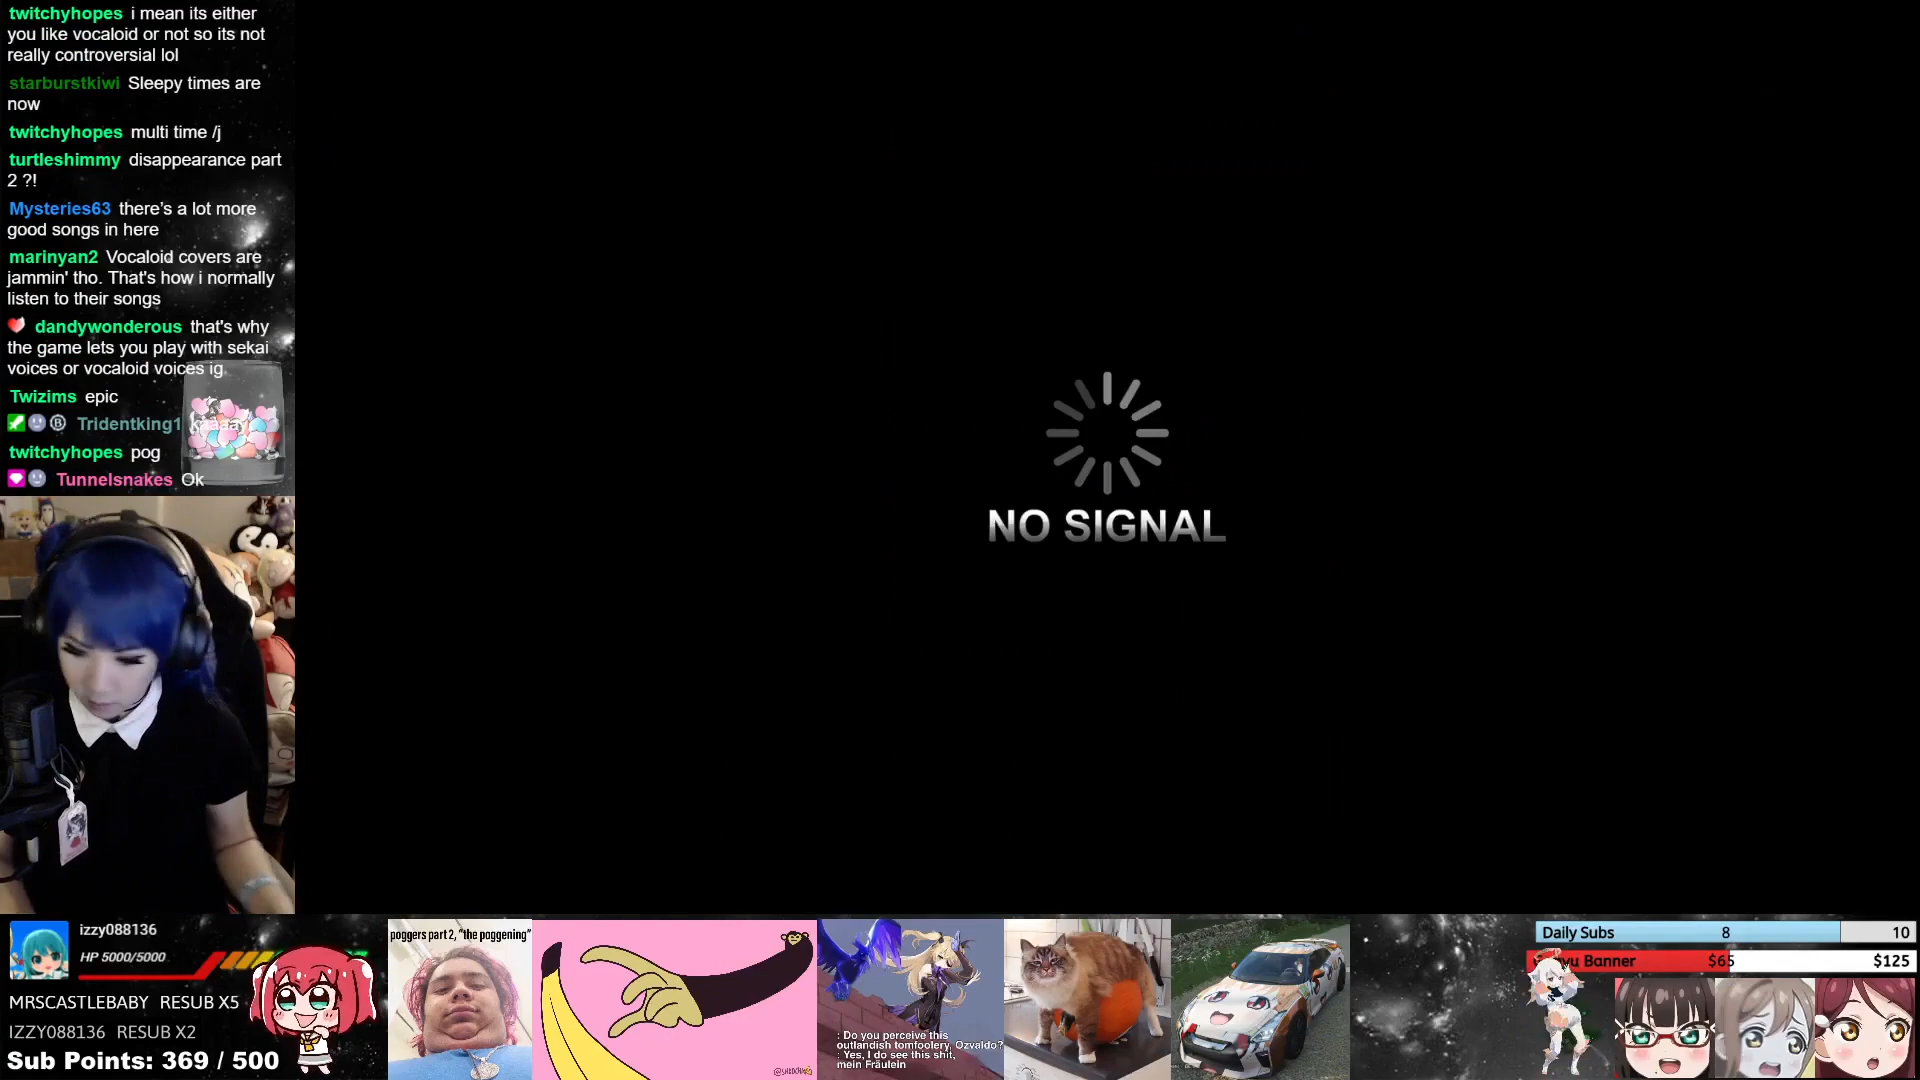 twitchyhopes i mean its either
you like vocaloid or not so its not
really controversial lol
starburstkiwi Sleepy times are
now
twitchyhopes multi time /j
turtleshimmy disappearance part
2 ?!
Mysteries63 there's a lot more
good songs in here
marinyan2 Vocaloid covers are
jammin' tho. That's how i normally
listen to their songs
dandywonderous that's why
the game lets you play with sekai
voices or vocaloid voices ig
Twizims epic
Tridentking1
twitchyhopes pog
Tunnelsnakes Ok
NO SIGNAL
izzy088136
HP 5000/5000
MRSCASTLEBABY RESUB X5
IZZY088136 RESUB X2
Sub Points: 369 / 500
poggers part 2, "the poggening"
: Do you perceive this
outlandish tomfoolery, Ozvaldo?
: Yes, I do see this shit,
mein Fräulein
Daily Subs 8 10
Banner $65 $125